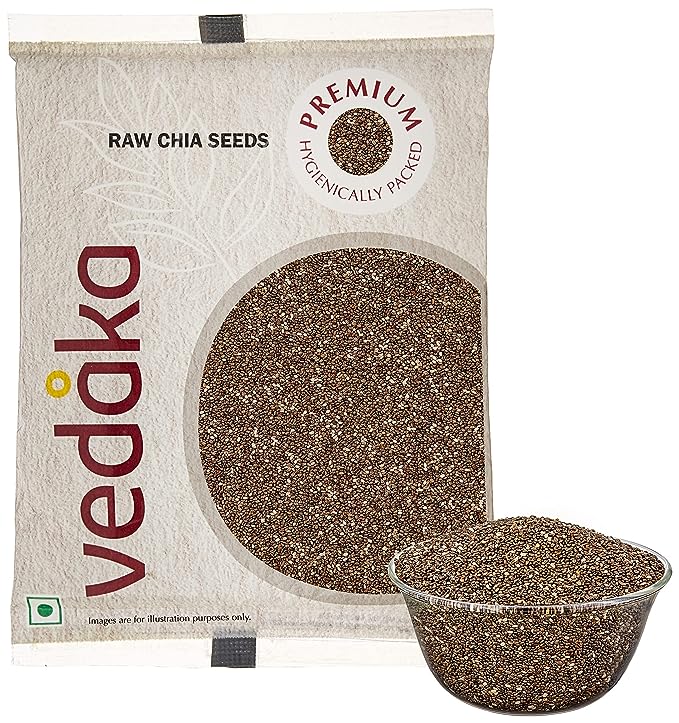 RAW CHIA SEEDS
PREMIUM
HYGIENICALLY PACKED
vedaka
Images are for illustration purposes only.